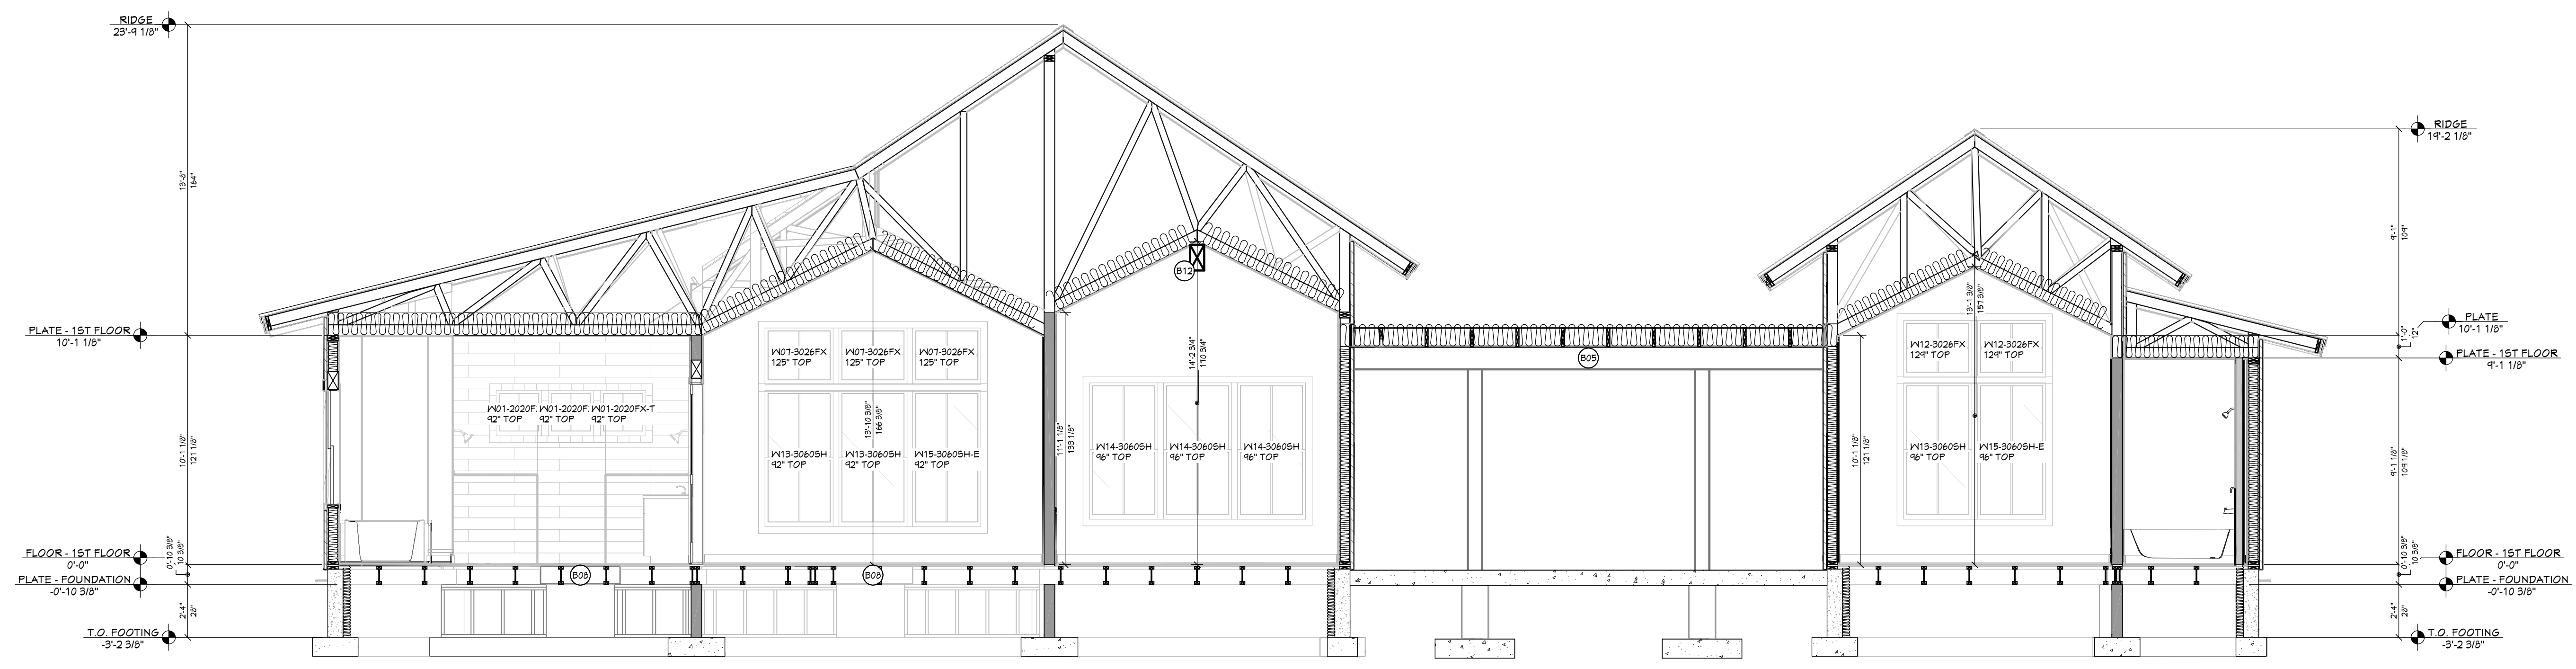 RIDGE
23'-9 1/8"
RIDGE
19'-2 1/8"
13'-8"
164"
9'-1"
109"
B12
PLATE - 1ST FLOOR
10'-1 1/8"
PLATE
10'-1 1/8"
1'-0"
12"
13'-1 3/8"
157 3/8"
W07-3026FX
125" TOP
W07-3026FX
125" TOP
W07-3026FX
125" TOP
14'-2 3/4"
170 3/4"
B05
W12-3026FX
129" TOP
W12-3026FX
129" TOP
PLATE - 1ST FLOOR
9'-1 1/8"
W01-2020F
92" TOP
W01-2020F
92" TOP
W01-2020FX-T
92" TOP
13'-10 3/8"
166 3/8"
10'-1 1/8"
121 1/8"
W13-3060SH
92" TOP
W13-3060SH
92" TOP
W15-3060SH-E
92" TOP
11'-1 1/8"
133 1/8"
W14-3060SH
96" TOP
W14-3060SH
96" TOP
W14-3060SH
96" TOP
10'-1 1/8"
121 1/8"
W13-3060SH
96" TOP
W15-3060SH-E
96" TOP
9'-1 1/8"
109 1/8"
FLOOR - 1ST FLOOR
0'-0"
0'-10 3/8"
10 3/8"
0'-10 3/8"
10 3/8"
FLOOR - 1ST FLOOR
0'-0"
PLATE - FOUNDATION
-0'-10 3/8"
B08
B08
PLATE - FOUNDATION
-0'-10 3/8"
2'-4"
28"
2'-4"
28"
T.O. FOOTING
-3'-2 3/8"
T.O. FOOTING
-3'-2 3/8"